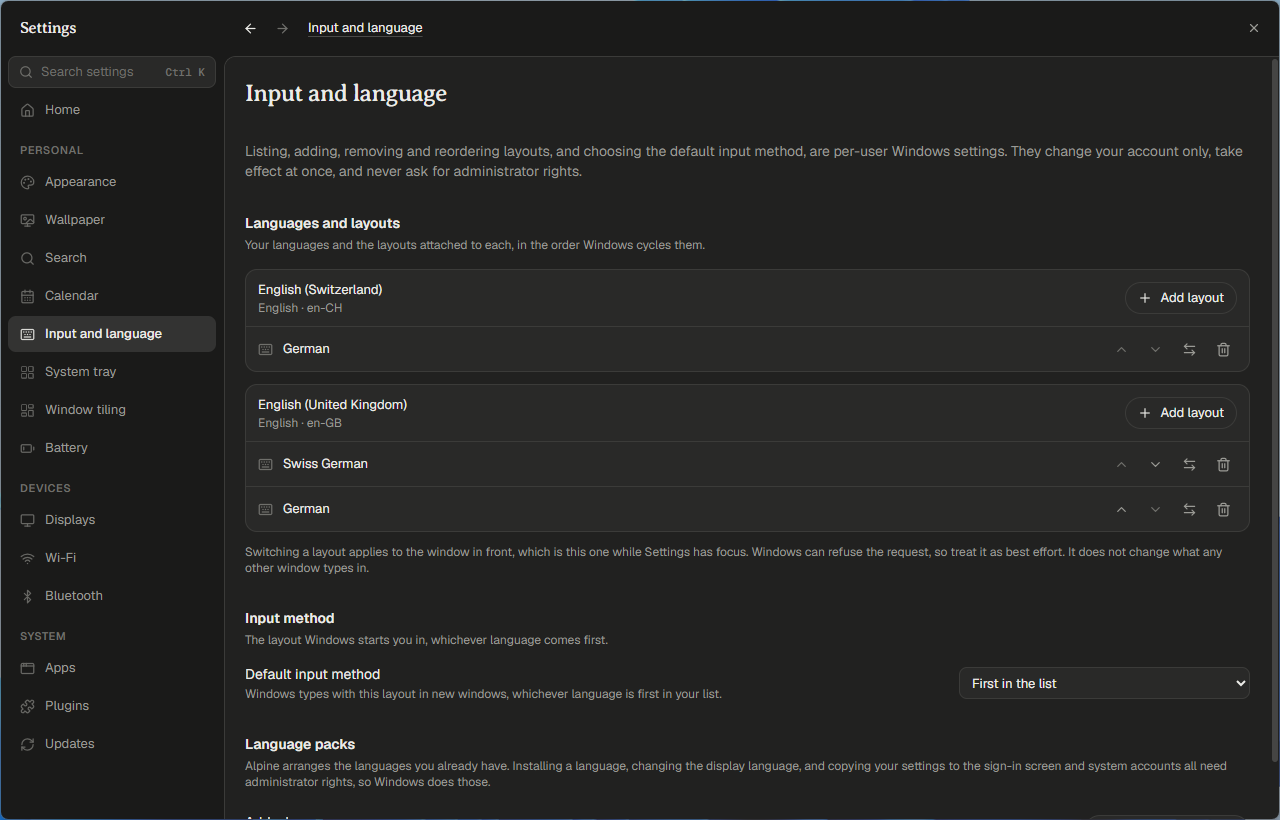 Settings
Input and language
Search settings
Ctrl K
Home
PERSONAL
Appearance
Wallpaper
Search
Calendar
Input and language
System tray
Window tiling
Battery
DEVICES
Displays
Wi-Fi
Bluetooth
SYSTEM
Apps
Plugins
Updates
Input and language
Listing, adding, removing and reordering layouts, and choosing the default input method, are per-user Windows settings. They change your account only, take
effect at once, and never ask for administrator rights.
Languages and layouts
Your languages and the layouts attached to each, in the order Windows cycles them.
English (Switzerland)
English · en-CH
Add layout
German
English (United Kingdom)
English · en-GB
Add layout
Swiss German
German
Switching a layout applies to the window in front, which is this one while Settings has focus. Windows can refuse the request, so treat it as best effort. It does not change what any
other window types in.
Input method
The layout Windows starts you in, whichever language comes first.
Default input method
Windows types with this layout in new windows, whichever language is first in your list.
First in the list
Language packs
Alpine arranges the languages you already have. Installing a language, changing the display language, and copying your settings to the sign-in screen and system accounts all need
administrator rights, so Windows does those.